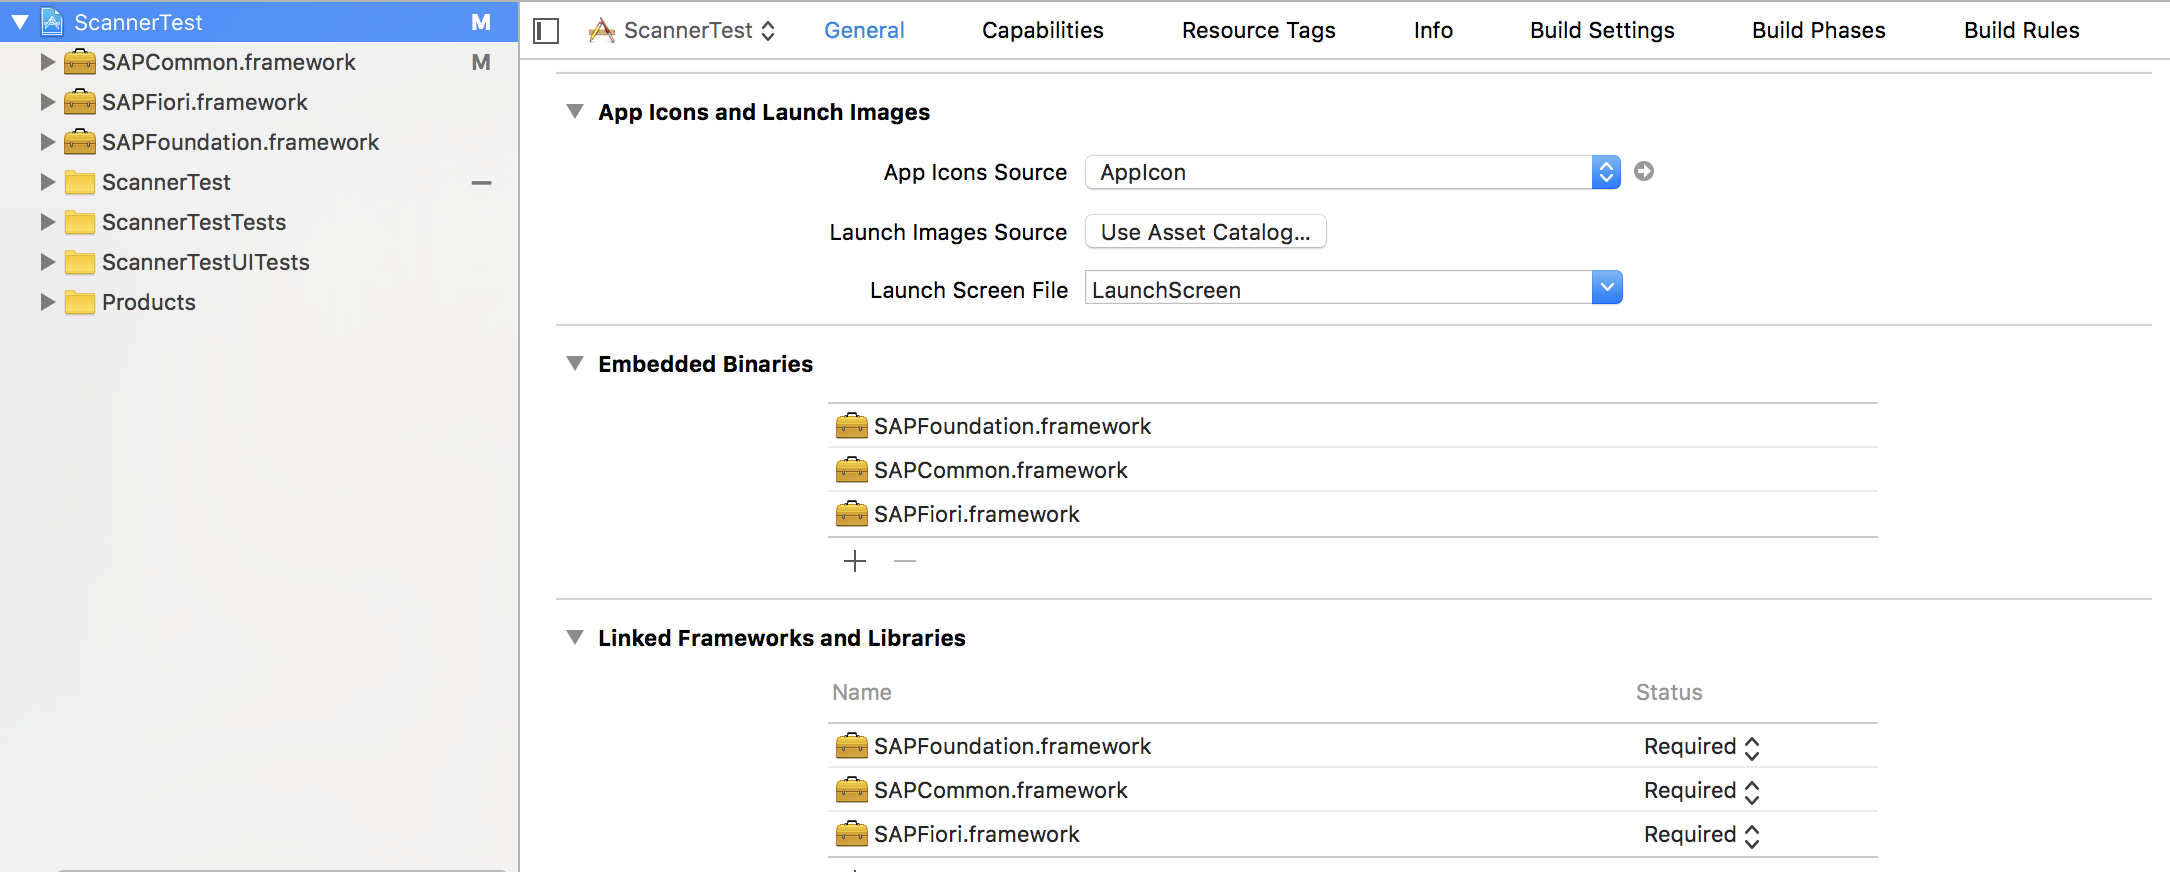 ScannerTest M
SAPCommon.framework M
SAPFiori.framework
SAPFoundation.framework
ScannerTest
ScannerTestTests
ScannerTestUITests
Products
ScannerTest General Capabilities Resource Tags Info Build Settings Build Phases Build Rules
App Icons and Launch Images
App Icons Source AppIcon
Launch Images Source Use Asset Catalog...
Launch Screen File LaunchScreen
Embedded Binaries
SAPFoundation.framework
SAPCommon.framework
SAPFiori.framework
Linked Frameworks and Libraries
Name Status
SAPFoundation.framework Required
SAPCommon.framework Required
SAPFiori.framework Required